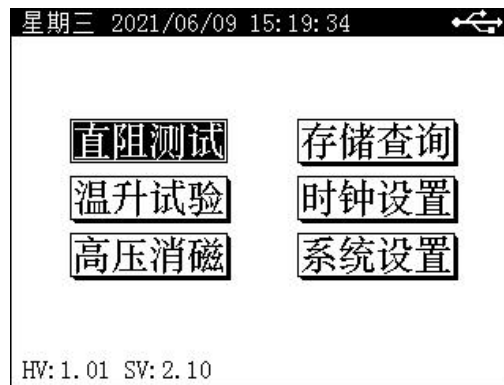 星期三 2021/06/09 15:19:34
直阻测试 存储查询
温升试验 时钟设置
高压消磁 系统设置
HV:1.01 SV:2.10